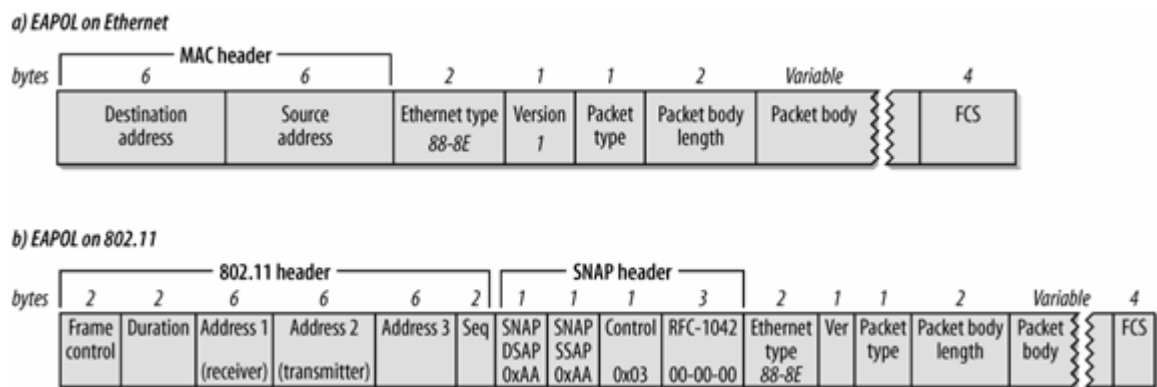 a) EAPOL on Ethernet
MAC header
bytes 6 6 2 1 1 2 Variable 4
Destination address Source address Ethernet type 88-8E Version 1 Packet type Packet body length Packet body FCS
b) EAPOL on 802.11
802.11 header SNAP header
bytes 2 2 6 6 6 2 1 1 1 3 2 1 1 2 Variable 4
Frame control Duration Address 1 (receiver) Address 2 (transmitter) Address 3 Seq SNAP DSAP 0xAA SNAP SSAP 0xAA Control 0x03 RFC-1042 00-00-00 Ethernet type 88-8E Ver Packet type Packet body length Packet body FCS